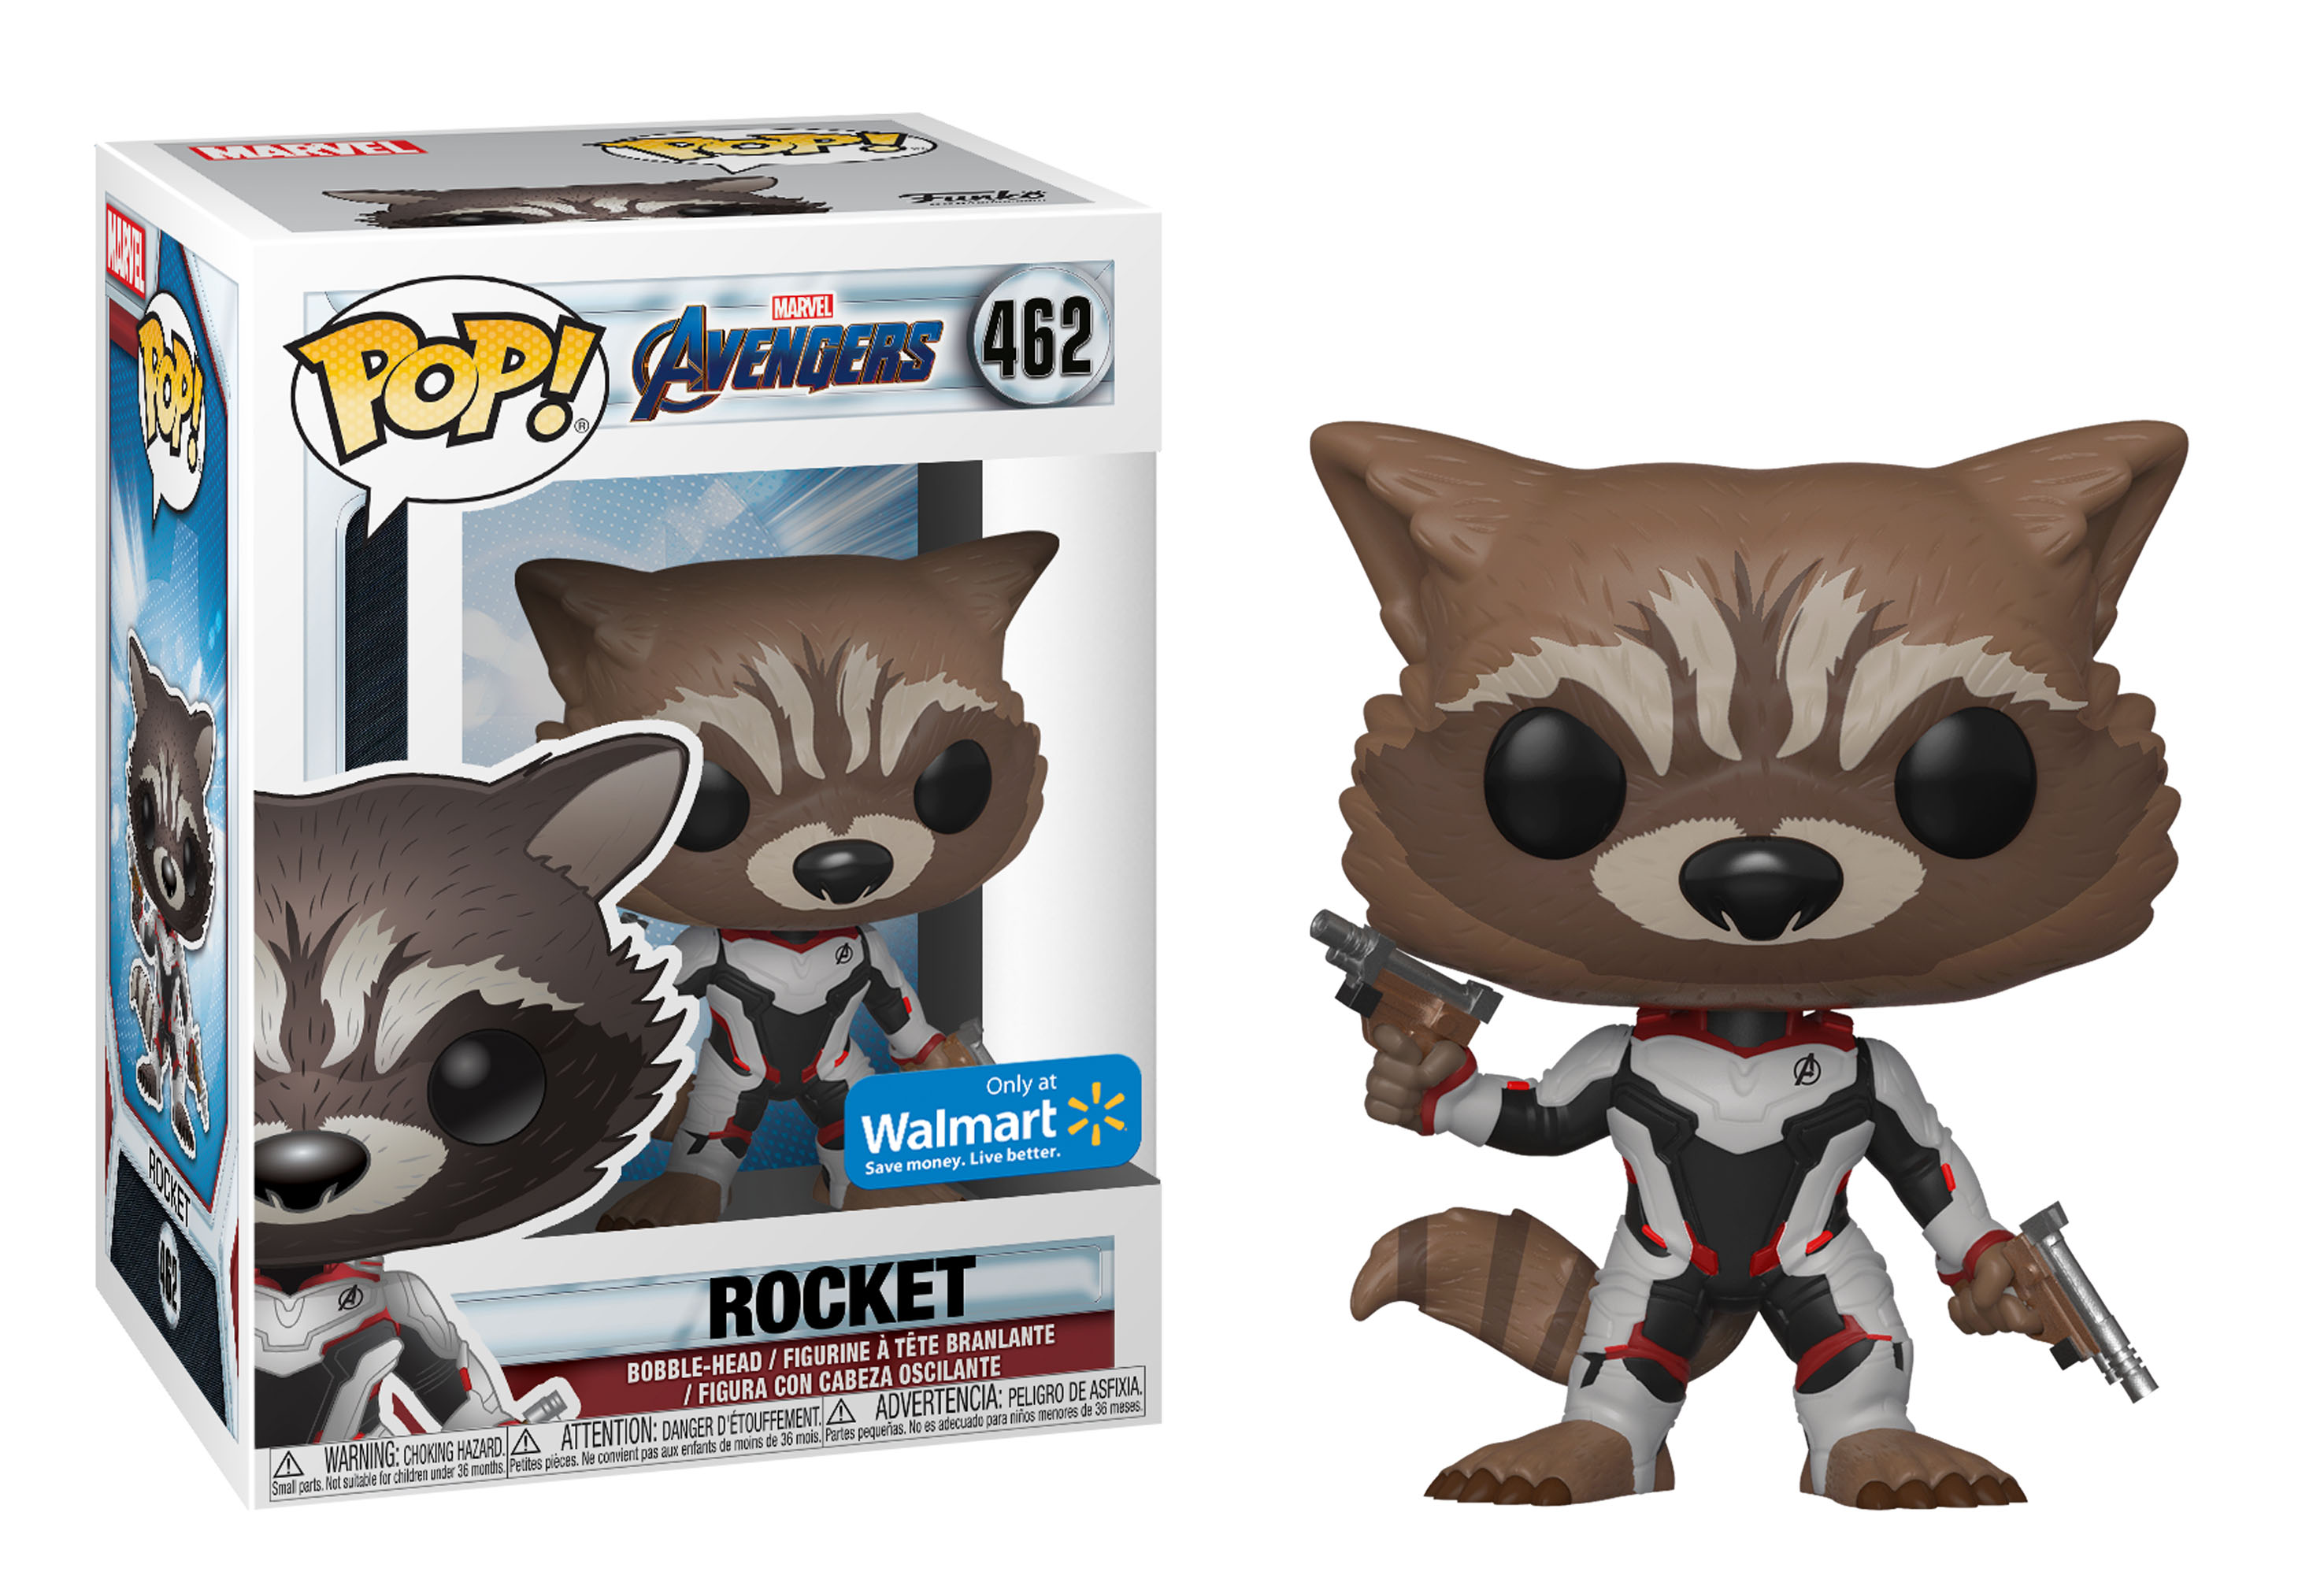 MARVEL
POP!
Funko
MARVEL
POP!
ROCKET
462
POP!®
MARVEL
AVENGERS
462
Only at
Walmart
Save money. Live better.
ROCKET
BOBBLE-HEAD / FIGURINE À TÊTE BRANLANTE
/ FIGURA CON CABEZA OSCILANTE
WARNING: CHOKING HAZARD.
Small parts. Not suitable for children under 36 months.
ATTENTION: DANGER D'ÉTOUFFEMENT.
Petites pièces. Ne convient pas aux enfants de moins de 36 mois.
ADVERTENCIA: PELIGRO DE ASFIXIA.
Partes pequeñas. No es adecuado para niños menores de 36 meses.